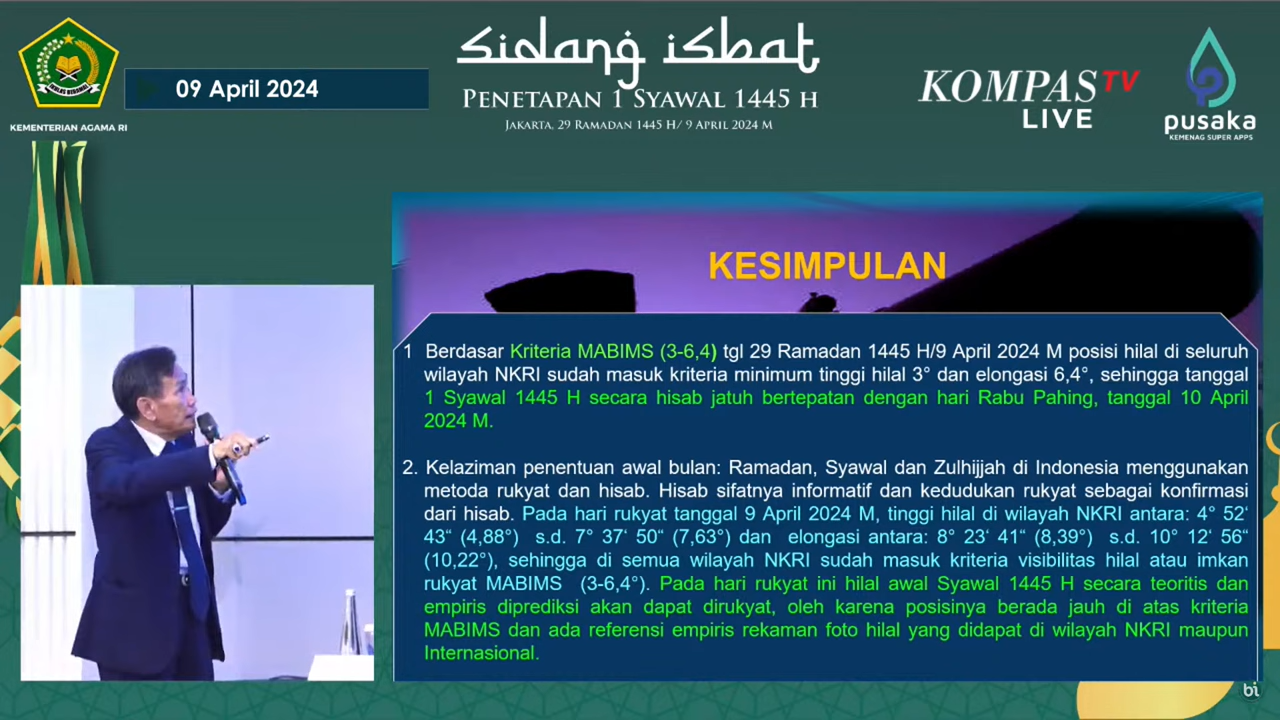 IKHLAS BERAMAL
KEMENTERIAN AGAMA RI
09 April 2024
sidang isbat
PENETAPAN 1 SYAWAL 1445 H
JAKARTA, 29 RAMADAN 1445 H/ 9 APRIL 2024 M
KOMPASTV
LIVE
pusaka
KEMENAG SUPER APPS
KESIMPULAN
1 Berdasar Kriteria MABIMS (3-6,4) tgl 29 Ramadan 1445 H/9 April 2024 M posisi hilal di seluruh
wilayah NKRI sudah masuk kriteria minimum tinggi hilal 3° dan elongasi 6,4°, sehingga tanggal
1 Syawal 1445 H secara hisab jatuh bertepatan dengan hari Rabu Pahing, tanggal 10 April
2024 M.
2. Kelaziman penentuan awal bulan: Ramadan, Syawal dan Zulhijjah di Indonesia menggunakan
metoda rukyat dan hisab. Hisab sifatnya informatif dan kedudukan rukyat sebagai konfirmasi
dari hisab. Pada hari rukyat tanggal 9 April 2024 M, tinggi hilal di wilayah NKRI antara: 4° 52‘
43“ (4,88°) s.d. 7° 37‘ 50“ (7,63°) dan elongasi antara: 8° 23‘ 41“ (8,39°) s.d. 10° 12‘ 56“
(10,22°), sehingga di semua wilayah NKRI sudah masuk kriteria visibilitas hilal atau imkan
rukyat MABIMS (3-6,4°). Pada hari rukyat ini hilal awal Syawal 1445 H secara teoritis dan
empiris diprediksi akan dapat dirukyat, oleh karena posisinya berada jauh di atas kriteria
MABIMS dan ada referensi empiris rekaman foto hilal yang didapat di wilayah NKRI maupun
Internasional.
bi